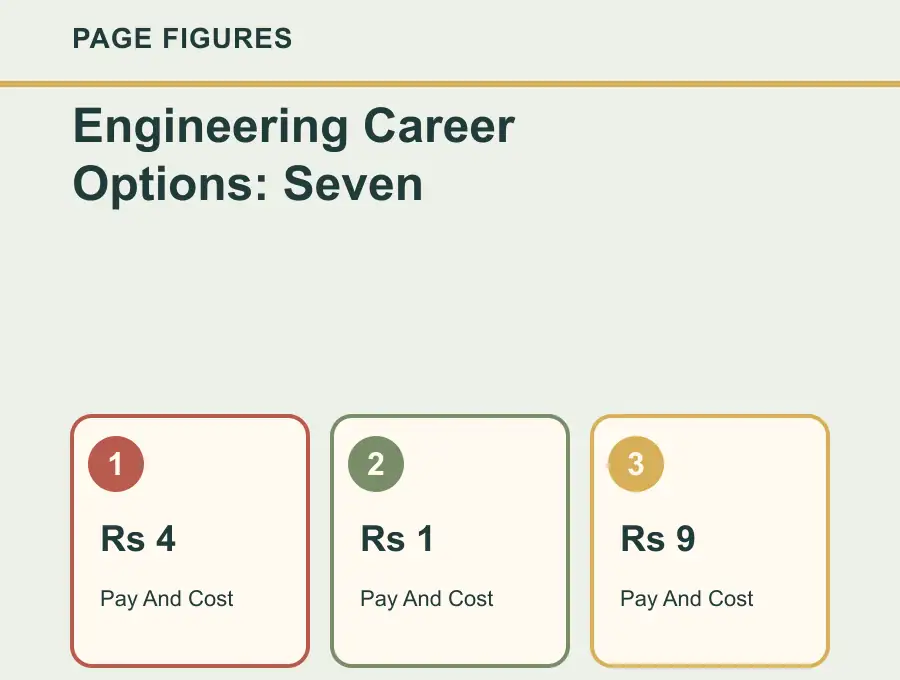 PAGE FIGURES
Engineering Career
Options: Seven
1
2
3
Rs 4
Rs 1
Rs 9
Pay And Cost
Pay And Cost
Pay And Cost